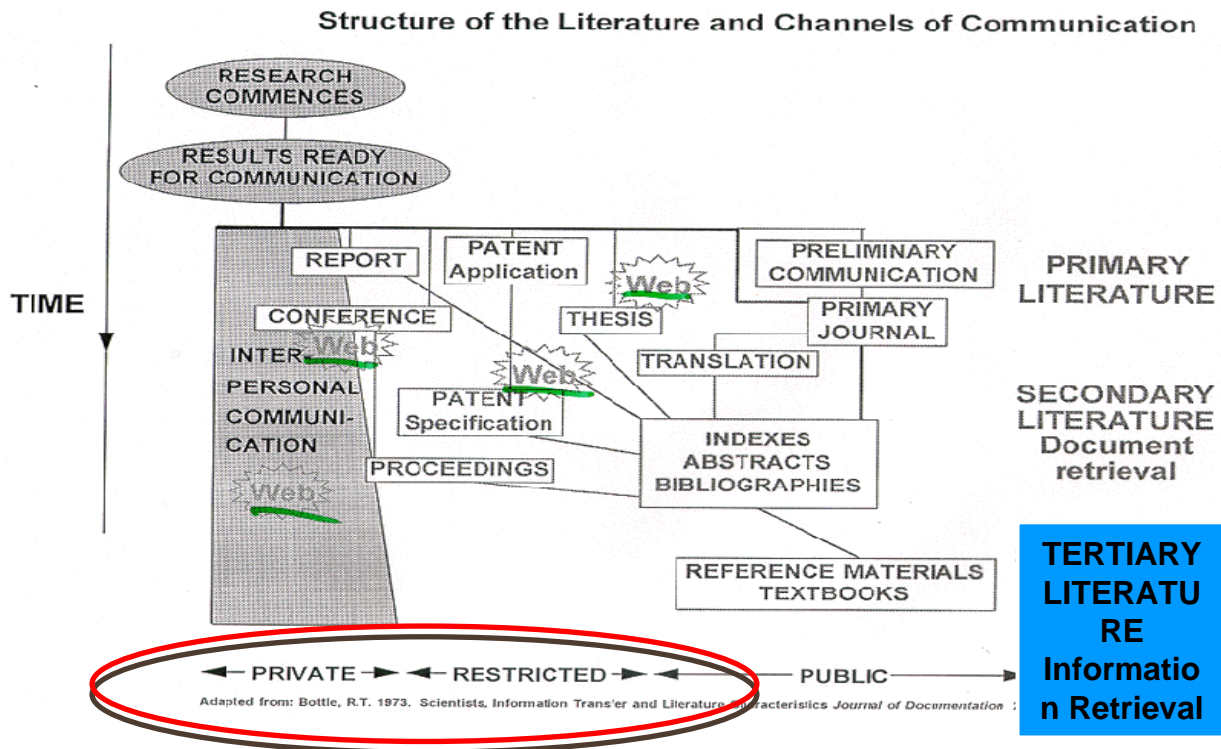 Structure of the Literature and Channels of Communication
RESEARCH
COMMENCES
RESULTS READY
FOR COMMUNICATION
TIME
REPORT
PATENT
Application
Web
PRELIMINARY
COMMUNICATION
PRIMARY
LITERATURE
CONFERENCE
THESIS
PRIMARY
JOURNAL
INTER
Web
PERSONAL
COMMUNI-
CATION
Web
TRANSLATION
PATENT
Specification
SECONDARY
LITERATURE
Document
retrieval
INDEXES
ABSTRACTS
BIBLIOGRAPHIES
PROCEEDINGS
Web
REFERENCE MATERIALS
TEXTBOOKS
TERTIARY
LITERATU
RE
Informatio
n Retrieval
PRIVATE RESTRICTED PUBLIC
Adapted from: Bottle, R.T. 1973. Scientists, Information Transfer and Literature Journal of Documentation